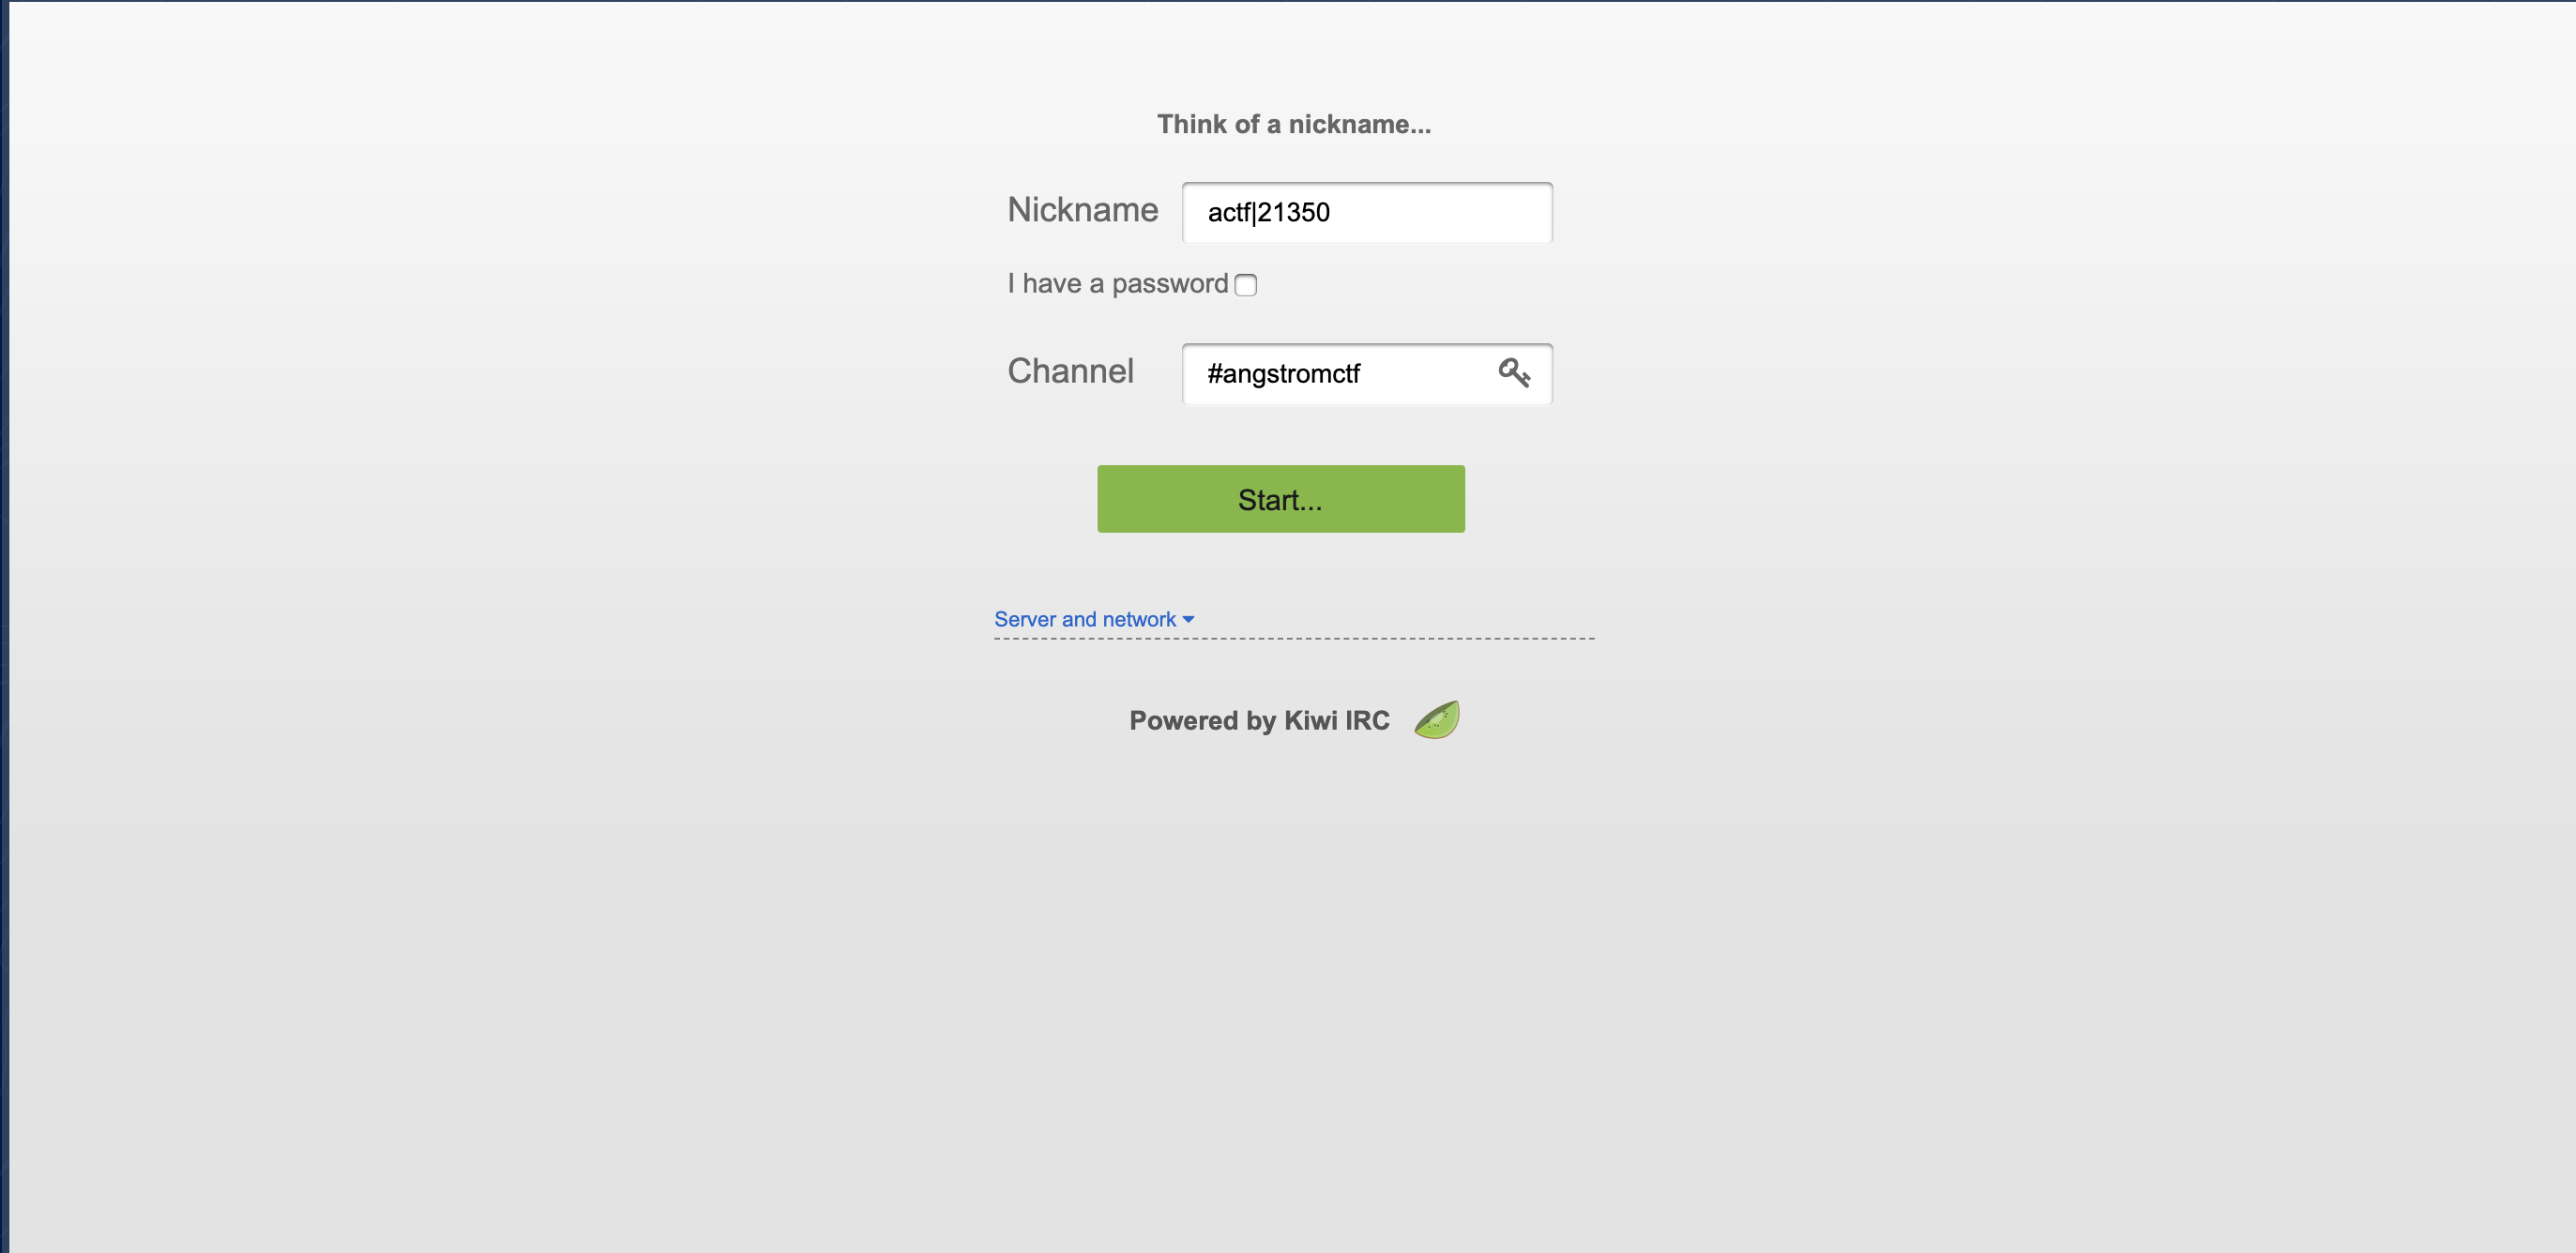 Think of a nickname...
Nickname actf|21350
I have a password
Channel #angstromctf
Start...
Server and network
Powered by Kiwi IRC